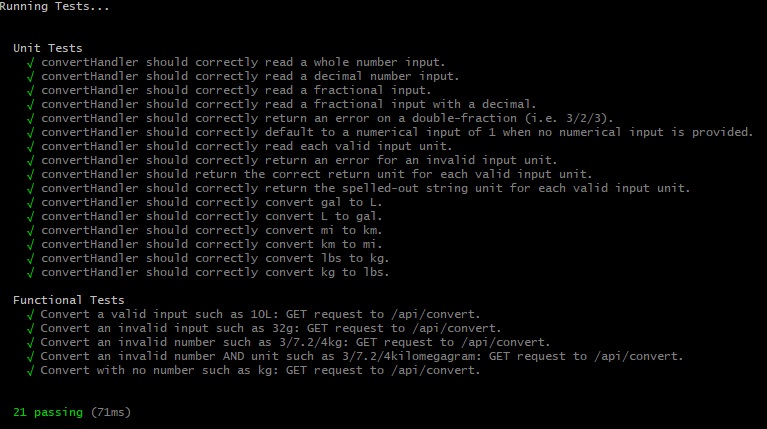 Running Tests...
Unit Tests
√ convertHandler should correctly read a whole number input.
√ convertHandler should correctly read a decimal number input.
√ convertHandler should correctly read a fractional input.
√ convertHandler should correctly read a fractional input with a decimal.
√ convertHandler should correctly return an error on a double-fraction (i.e. 3/2/3).
√ convertHandler should correctly default to a numerical input of 1 when no numerical input is provided.
√ convertHandler should correctly read each valid input unit.
√ convertHandler should correctly return an error for an invalid input unit.
√ convertHandler should return the correct return unit for each valid input unit.
√ convertHandler should correctly return the spelled-out string unit for each valid input unit.
√ convertHandler should correctly convert gal to L.
√ convertHandler should correctly convert L to gal.
√ convertHandler should correctly convert mi to km.
√ convertHandler should correctly convert km to mi.
√ convertHandler should correctly convert lbs to kg.
√ convertHandler should correctly convert kg to lbs.
Functional Tests
√ Convert a valid input such as 10L: GET request to /api/convert.
√ Convert an invalid input such as 32g: GET request to /api/convert.
√ Convert an invalid number such as 3/7.2/4kg: GET request to /api/convert.
√ Convert an invalid number AND unit such as 3/7.2/4kilomegagram: GET request to /api/convert.
√ Convert with no number such as kg: GET request to /api/convert.
21 passing (71ms)